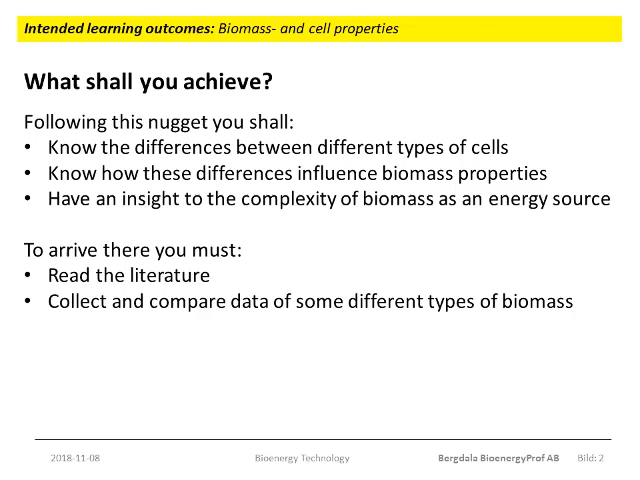 Intended learning outcomes: Biomass- and cell properties
What shall you achieve?
Following this nugget you shall:
• Know the differences between different types of cells
• Know how these differences influence biomass properties
• Have an insight to the complexity of biomass as an energy source
To arrive there you must:
• Read the literature
• Collect and compare data of some different types of biomass
2018-11-08 Bioenergy Technology Bergdala BioenergyProf AB Bild: 2